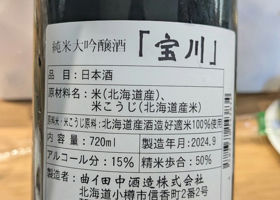 純米大吟醸酒「宝川」
品目：日本酒
原材料名：米(北海道産)、
米こうじ(北海道産米)
原料米・米こうじ原料:北海道産酒造好適米100%使用
内容量：720ml
製造年月：2024.9
アルコール分：15%
精米歩合：50%
製造者：曲イ田中酒造株式会社
北海道小樽市信香町2番2号